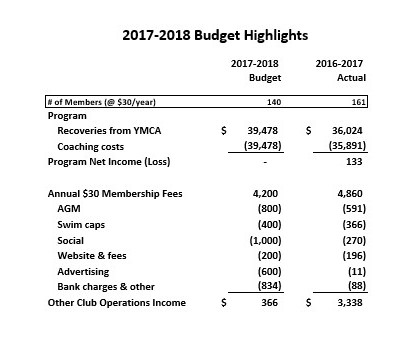 2017-2018 Budget Highlights
2017-2018 2016-2017
Budget Actual
# of Members (@ $30/year) 140 161
Program
Recoveries from YMCA $ 39,478 $ 36,024
Coaching costs (39,478) (35,891)
Program Net Income (Loss) - 133
Annual $30 Membership Fees 4,200 4,860
AGM (800) (591)
Swim caps (400) (366)
Social (1,000) (270)
Website & fees (200) (196)
Advertising (600) (11)
Bank charges & other (834) (88)
Other Club Operations Income $ 366 $ 3,338